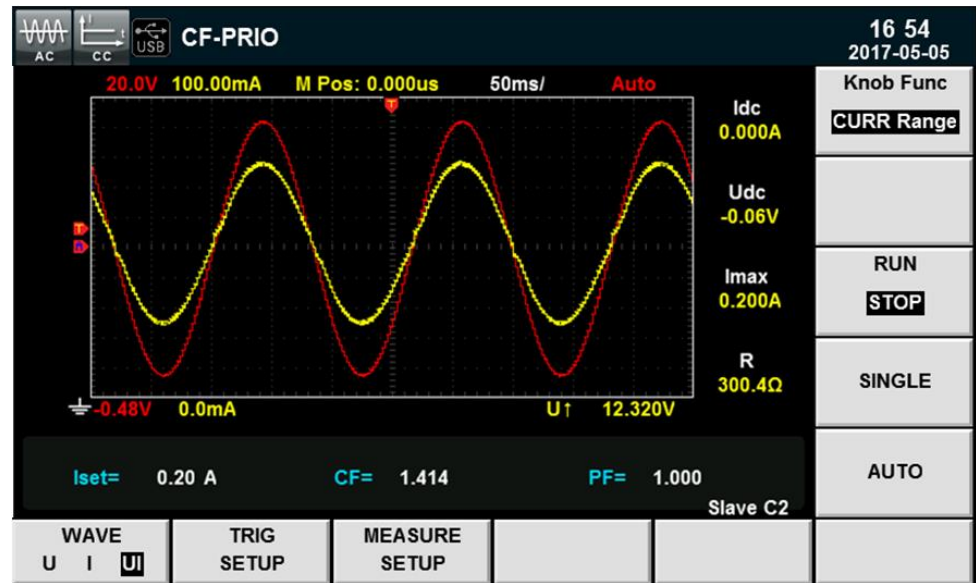 AC
I
t
CC
USB
CF-PRIO
16 54
2017-05-05
20.0V 100.00mA M Pos: 0.000us 50ms/ Auto
T
Idc
0.000A
Udc
-0.06V
Imax
0.200A
R
300.4Ω
T
A
-0.48V 0.0mA U↑ 12.320V
Iset= 0.20 A CF= 1.414 PF= 1.000
Slave C2
Knob Func
CURR Range
RUN
STOP
SINGLE
AUTO
WAVE
U I UI
TRIG
SETUP
MEASURE
SETUP